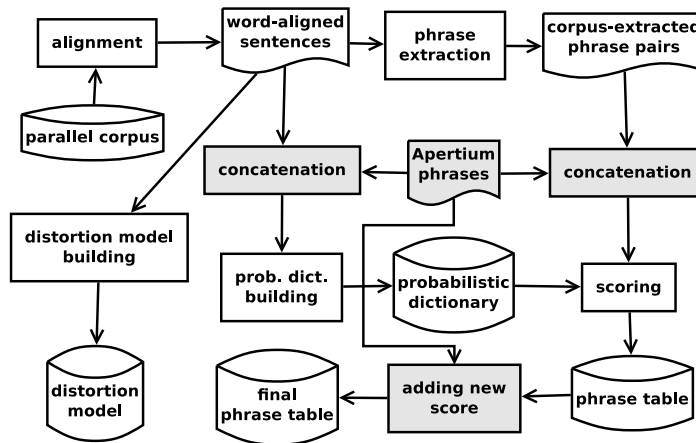 alignment
word-aligned
sentences
phrase
extraction
corpus-extracted
phrase pairs
parallel corpus
concatenation
Apertium
phrases
concatenation
distortion model
building
prob. dict.
building
probabilistic
dictionary
scoring
distortion
model
final
phrase table
adding new
score
phrase table